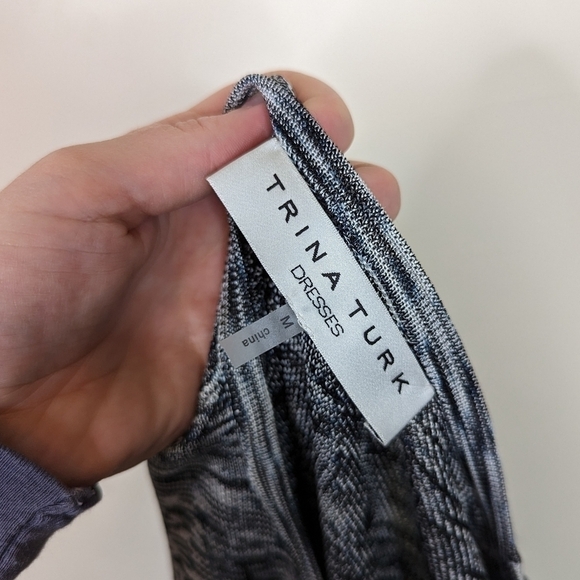 TRINA TURK
DRESSES
M
china